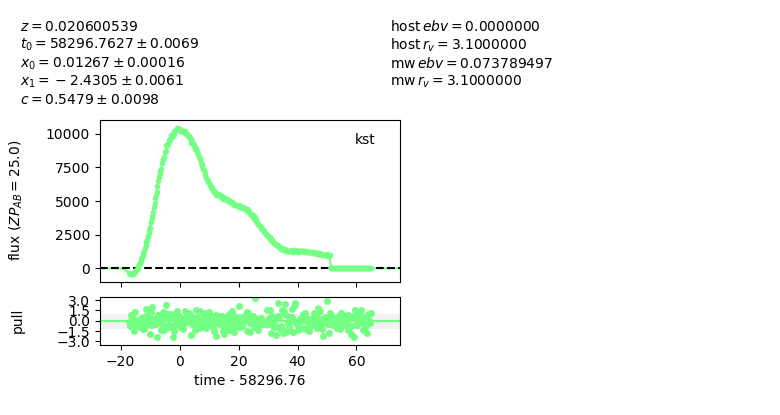 z = 0.020600539
t₀ = 58296.7627 ± 0.0069
x₀ = 0.01267 ± 0.00016
x₁ = −2.4305 ± 0.0061
c = 0.5479 ± 0.0098
host ebv = 0.0000000
host r_v = 3.1000000
mw ebv = 0.073789497
mw r_v = 3.1000000
kst
flux (ZP_AB = 25.0)
10000
7500
5000
2500
0
pull
3.0
1.5
0.0
−1.5
−3.0
−20 0 20 40 60
time - 58296.76